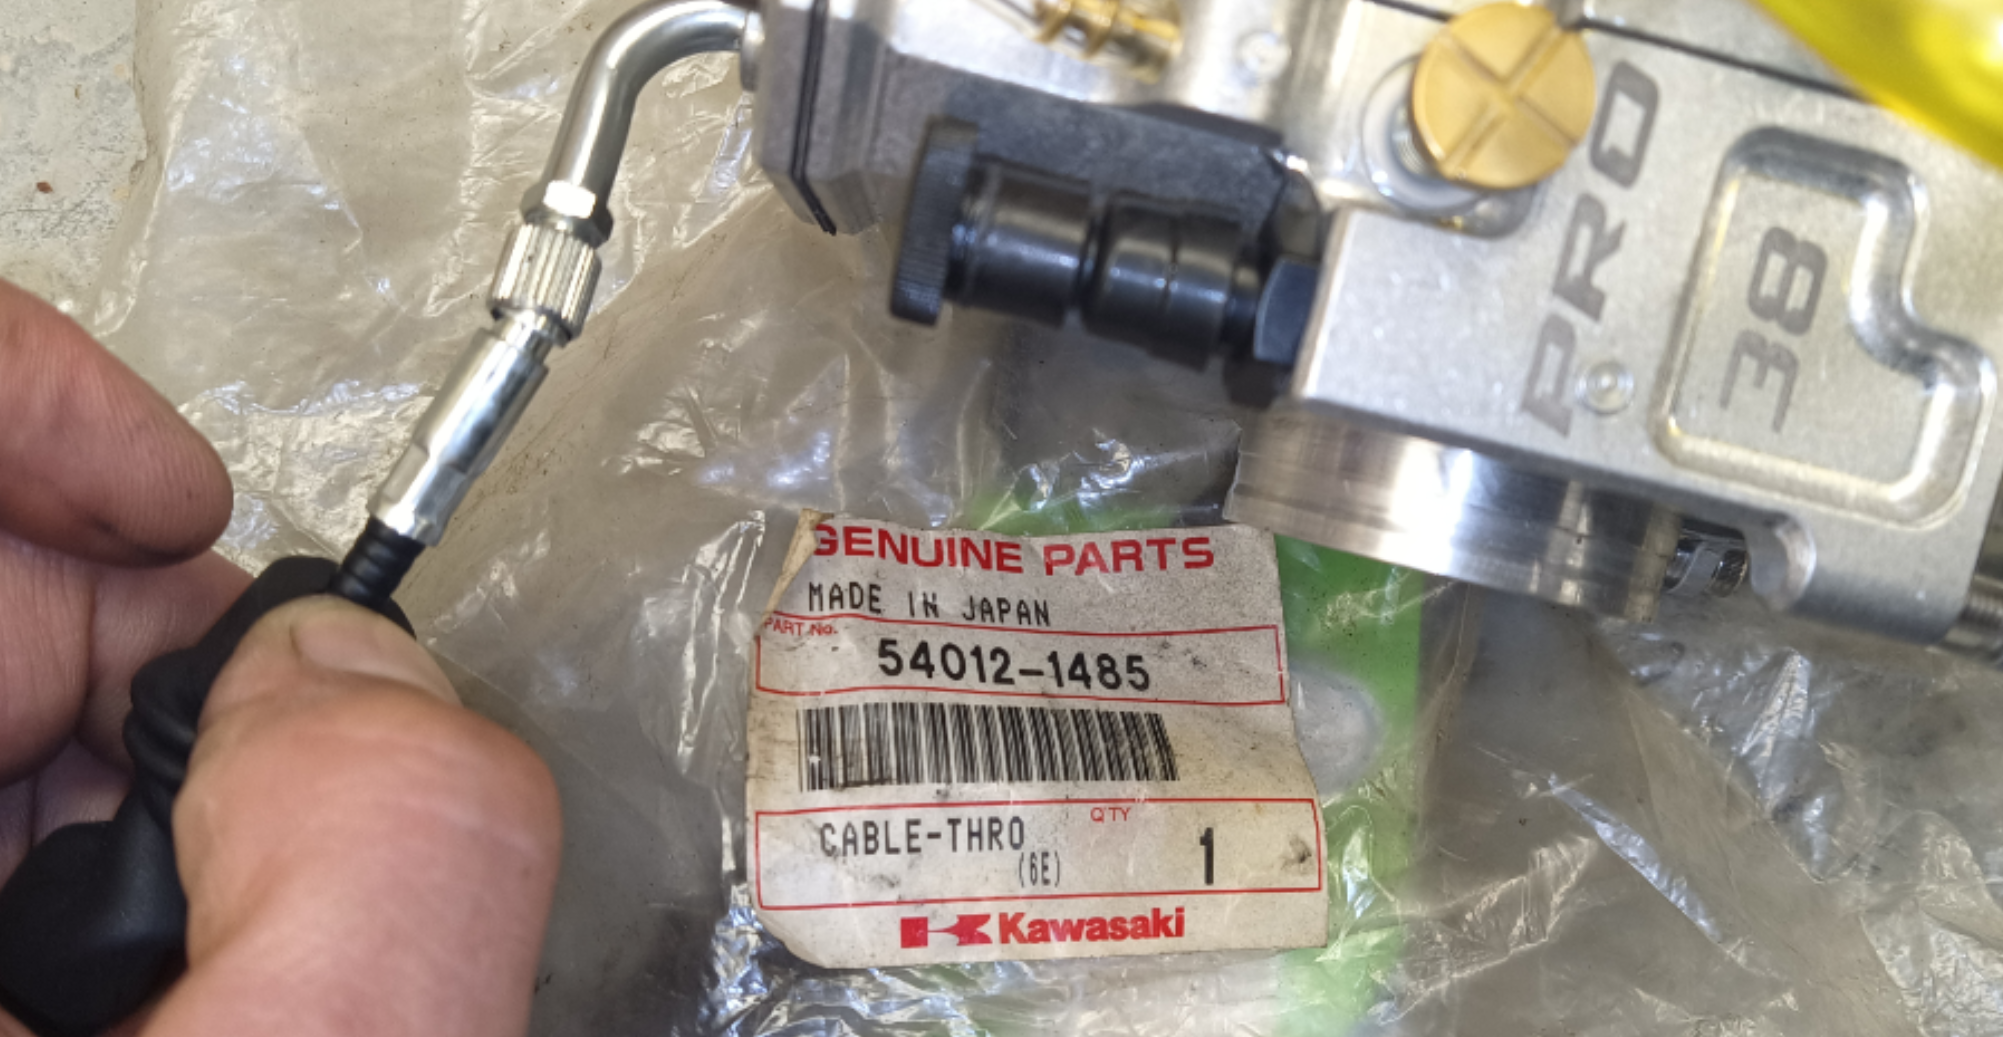 PRO
38
GENUINE PARTS
MADE IN JAPAN
PART No.
54012-1485
CABLE-THRO
(6E)
QTY
1
Kawasaki